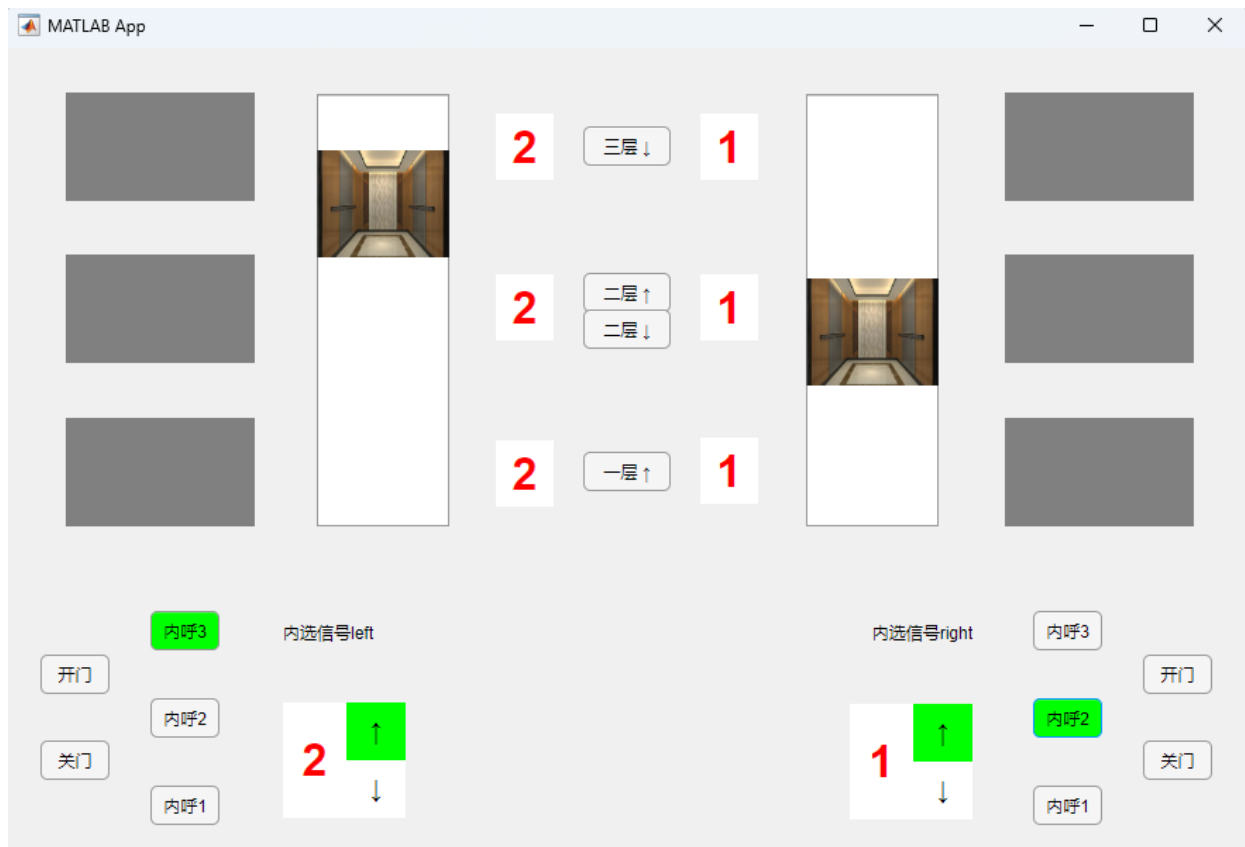 MATLAB App
2
三层↓
1
2
二层↑
二层↓
1
2
一层↑
1
内呼3
内选信号left
内选信号right
内呼3
开门
开门
内呼2
2
↑
↓
1
↑
↓
内呼2
关门
关门
内呼1
内呼1